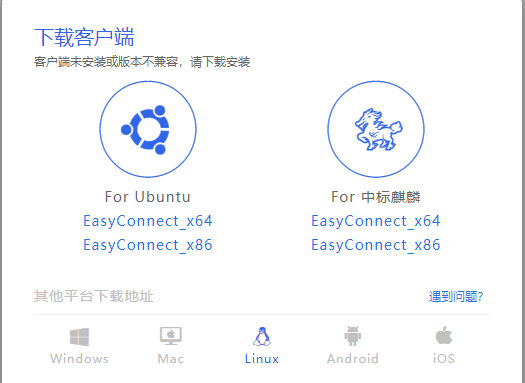 下载客户端
客户端未安装或版本不兼容，请下载安装
For Ubuntu
For 中标麒麟
EasyConnect_x64
EasyConnect_x64
EasyConnect_x86
EasyConnect_x86
其他平台下载地址
遇到问题?
Windows
Mac
Linux
Android
iOS